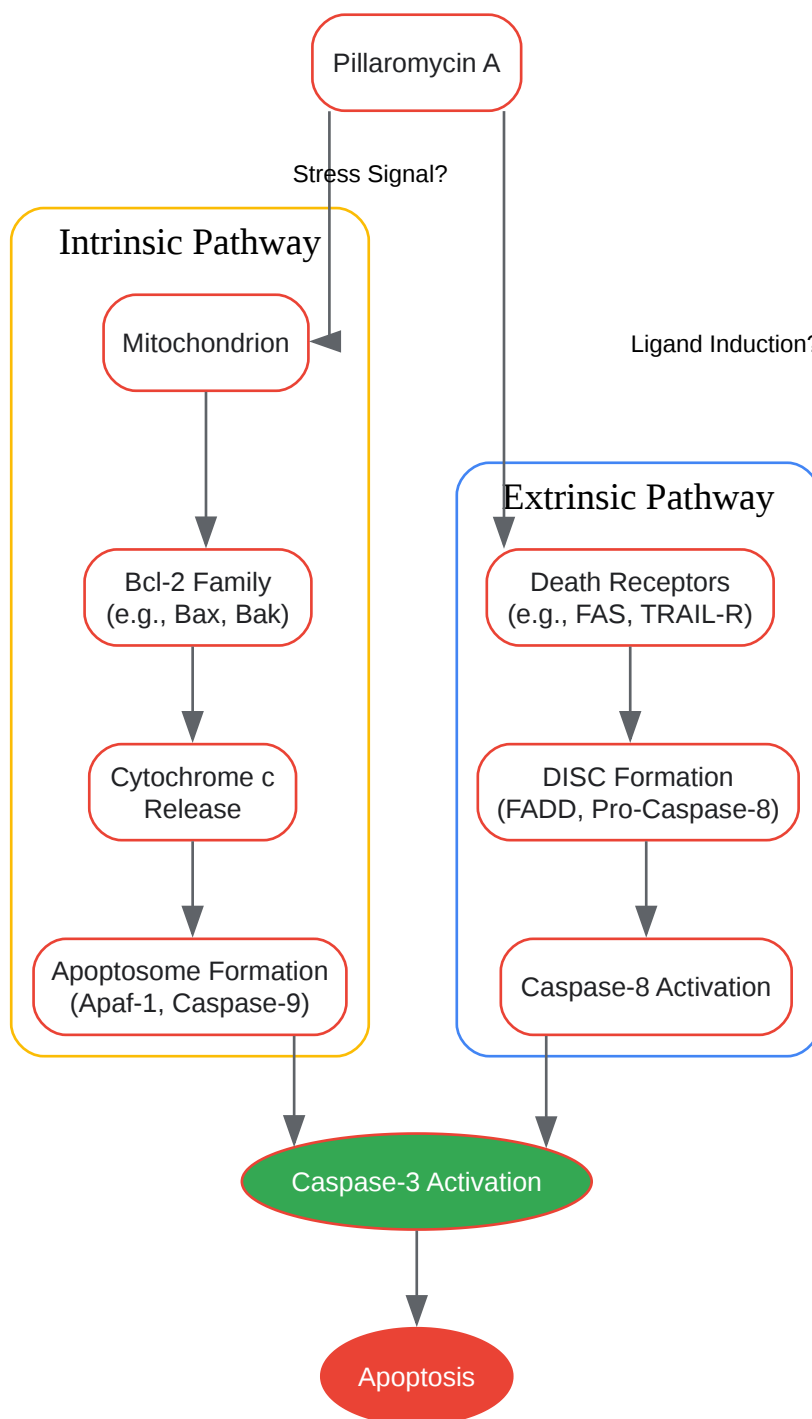 Pillaromycin A
Stress Signal?
Intrinsic Pathway
Mitochondrion
Ligand Induction?
Extrinsic Pathway
Bcl-2 Family
(e.g., Bax, Bak)
Death Receptors
(e.g., FAS, TRAIL-R)
Cytochrome c
Release
DISC Formation
(FADD, Pro-Caspase-8)
Apoptosome Formation
(Apaf-1, Caspase-9)
Caspase-8 Activation
Caspase-3 Activation
Apoptosis